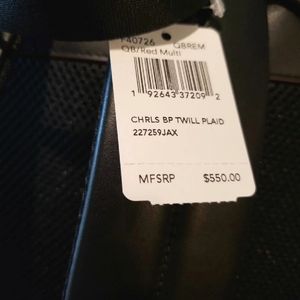 F40726 QBREM
QB/Red Multi
1 92643 37209 2
CHRLS BP TWILL PLAID
227259JAX
MFSRP $550.00